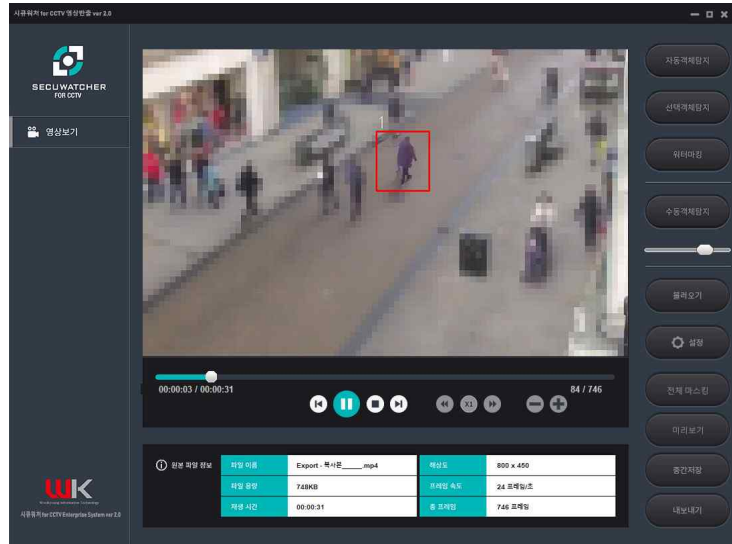 시큐워처 for CCTV 영상반출 ver 2.0
SECUWATCHER
FOR CCTV
영상보기
1
자동객체탐지
선택객체탐지
워터마킹
수동객체탐지
불러오기
설정
전체 마스킹
미리보기
중간저장
내보내기
00:00:03 / 00:00:31
84 / 746
X1
원본 파일 정보
파일 이름 Export - 복사본_____.mp4 해상도 800 x 450
파일 용량 748KB 프레임 속도 24 프레임/초
재생 시간 00:00:31 총 프레임 746 프레임
WK
시큐워처 for CCTV Enterprise System ver 2.0